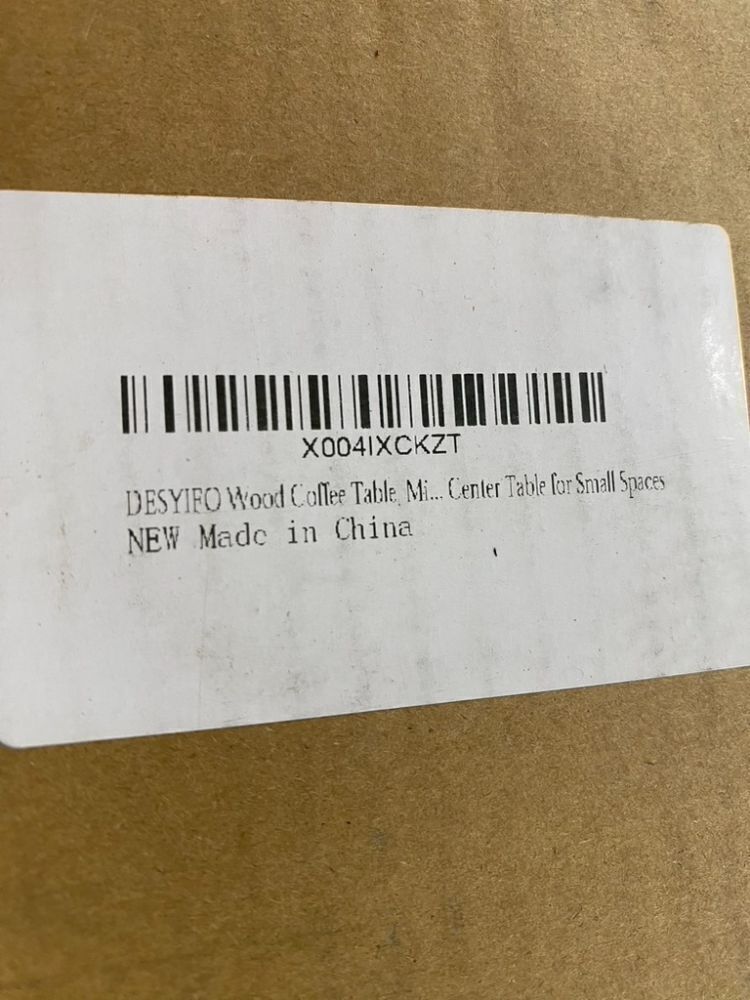 X004IXCKZT
DESYIFO Wood Coffee Table, Mi... Center Table for Small Spaces
NEW Made in China